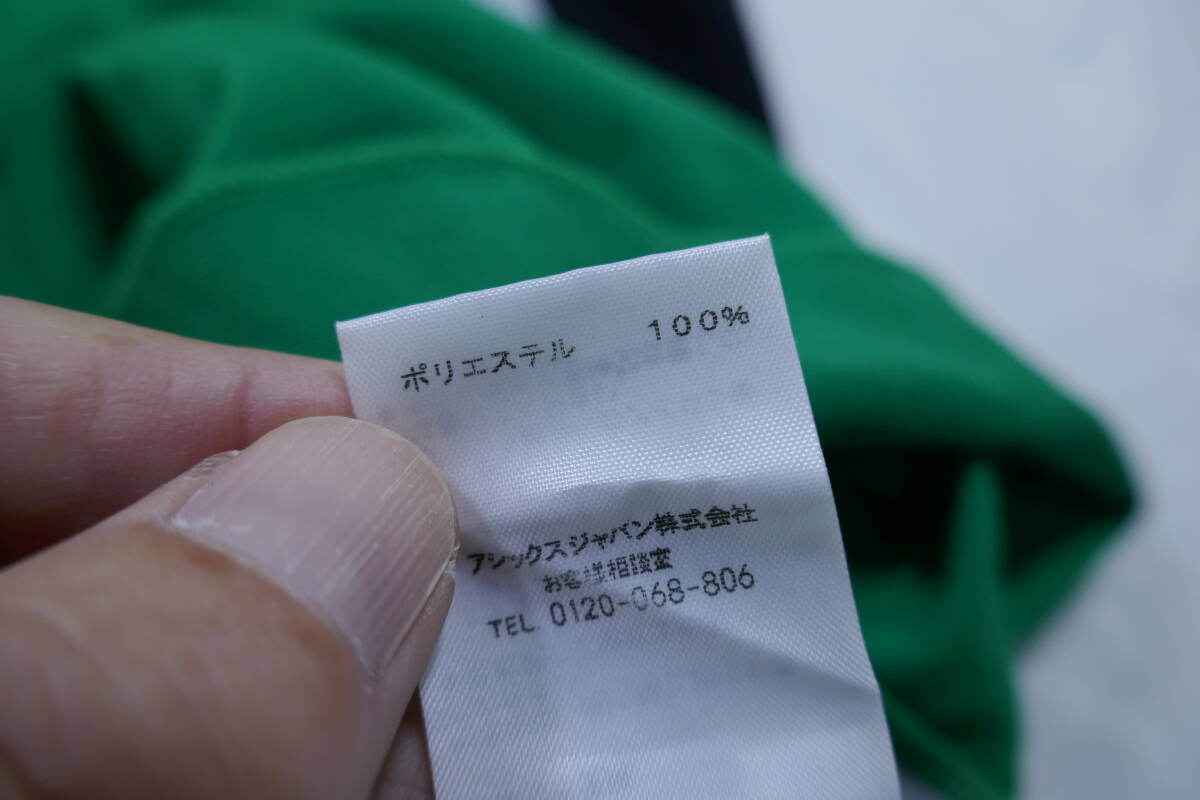 ポリエステル 100%
アシックスジャパン株式会社
お客様相談室
TEL. 0120-068-806